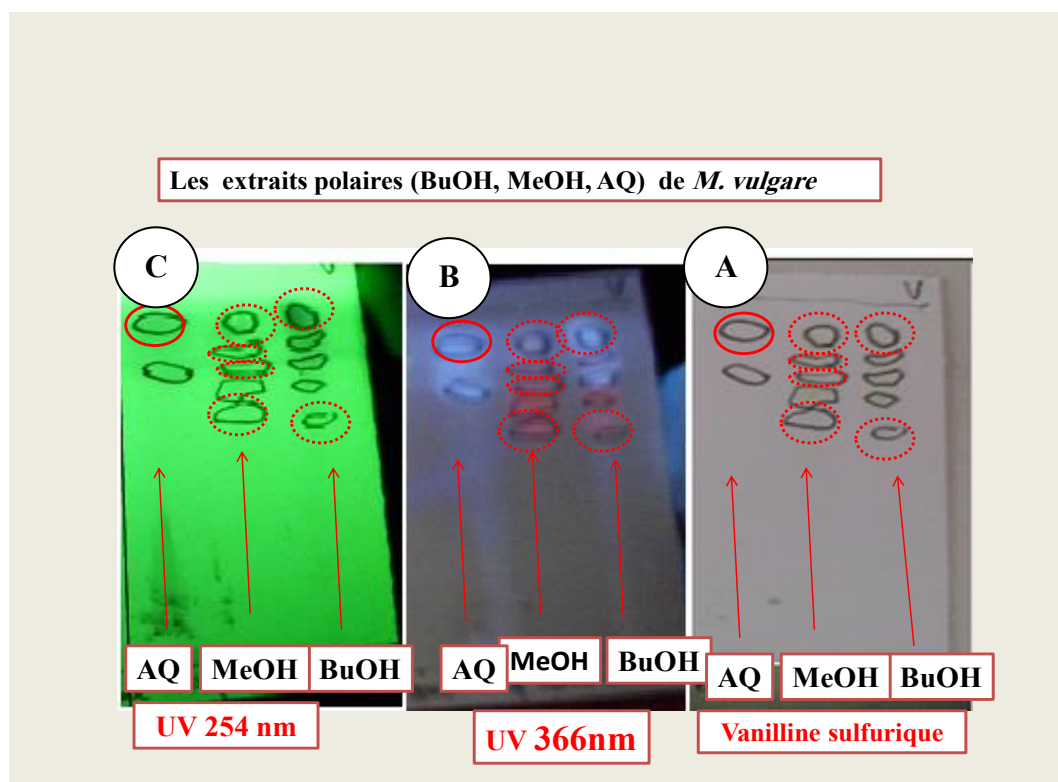 Les extraits polaires (BuOH, MeOH, AQ) de M. vulgare
C
B
A
V
V
AQ
MeOH
BuOH
AQ
MeOH
BuOH
AQ
MeOH
BuOH
UV 254 nm
UV 366nm
Vanilline sulfurique